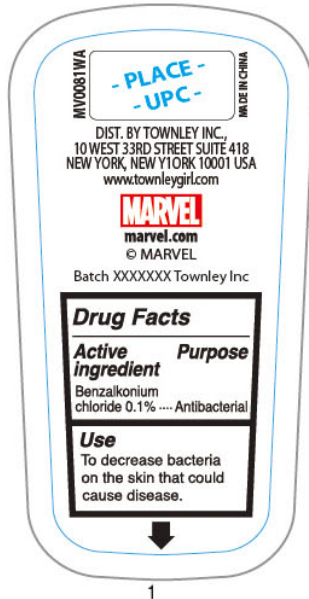 MV0081WA
- PLACE -
- UPC -
MADE IN CHINA
DIST. BY TOWNLEY INC.,
10 WEST 33RD STREET SUITE 418
NEW YORK, NEW Y1ORK 10001 USA
www.townleygirl.com
MARVEL
marvel.com
© MARVEL
Batch XXXXXXX Townley Inc
Drug Facts
Active Purpose
ingredient
Benzalkonium
chloride 0.1% ···· Antibacterial
Use
To decrease bacteria
on the skin that could
cause disease.
1